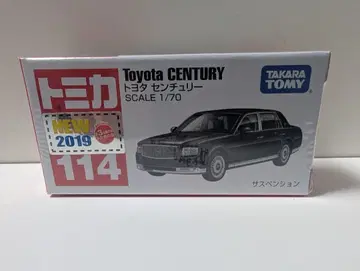 トミカ
Toyota CENTURY
トヨタ センチュリー
SCALE 1/70
TAKARA
TOMY
NEW
2019
114
サスペンション